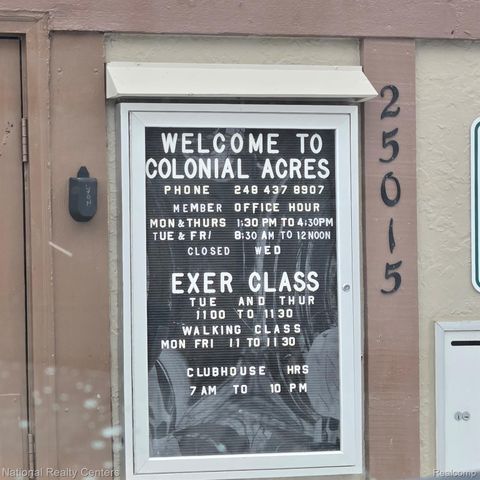 WELCOME TO
COLONIAL ACRES
PHONE 248 437 8907
MEMBER OFFICE HOUR
MON & THURS 1:30 PM TO 4:30PM
TUE & FRI 8:30 AM TO 12 NOON
CLOSED WED
EXER CLASS
TUE AND THUR
1100 TO 1130
WALKING CLASS
MON FRI 11 TO 11 30
CLUBHOUSE HRS
7 AM TO 10 PM
25015
National Realty Centers
Realcomp